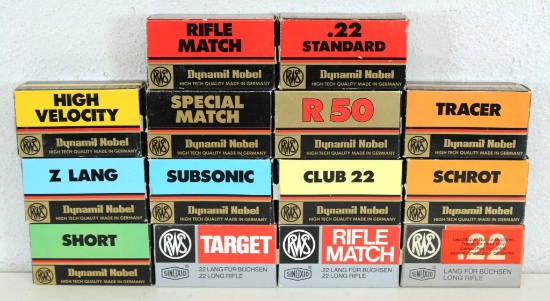 RIFLE
MATCH
RWS
Dynamit Nobel
HIGH TECH QUALITY MADE IN GERMANY
.22
STANDARD
RWS
Dynamit Nobel
HIGH TECH QUALITY MADE IN GERMANY
HIGH
VELOCITY
RWS
Dynamit Nobel
HIGH TECH QUALITY MADE IN GERMANY
SPECIAL
MATCH
RWS
Dynamit Nobel
HIGH TECH QUALITY MADE IN GERMANY
R 50
RWS
Dynamit Nobel
HIGH TECH QUALITY MADE IN GERMANY
TRACER
RWS
Dynamit Nobel
HIGH TECH QUALITY MADE IN GERMANY
Z LANG
RWS
Dynamit Nobel
HIGH TECH QUALITY MADE IN GERMANY
SUBSONIC
RWS
Dynamit Nobel
HIGH TECH QUALITY MADE IN GERMANY
CLUB 22
RWS
Dynamit Nobel
HIGH TECH QUALITY MADE IN GERMANY
SCHROT
RWS
Dynamit Nobel
HIGH TECH QUALITY MADE IN GERMANY
SHORT
RWS
Dynamit Nobel
HIGH TECH QUALITY MADE IN GERMANY
RWS
TARGET
SINOXID
.22 LANG FÜR BÜCHSEN
.22 LONG RIFLE
RWS
RIFLE
MATCH
SINOXID
.22 LANG FÜR BÜCHSEN
.22 LONG RIFLE
RWS
.22
SINOXID
LANG FÜR BÜCHSEN
LONG RIFLE